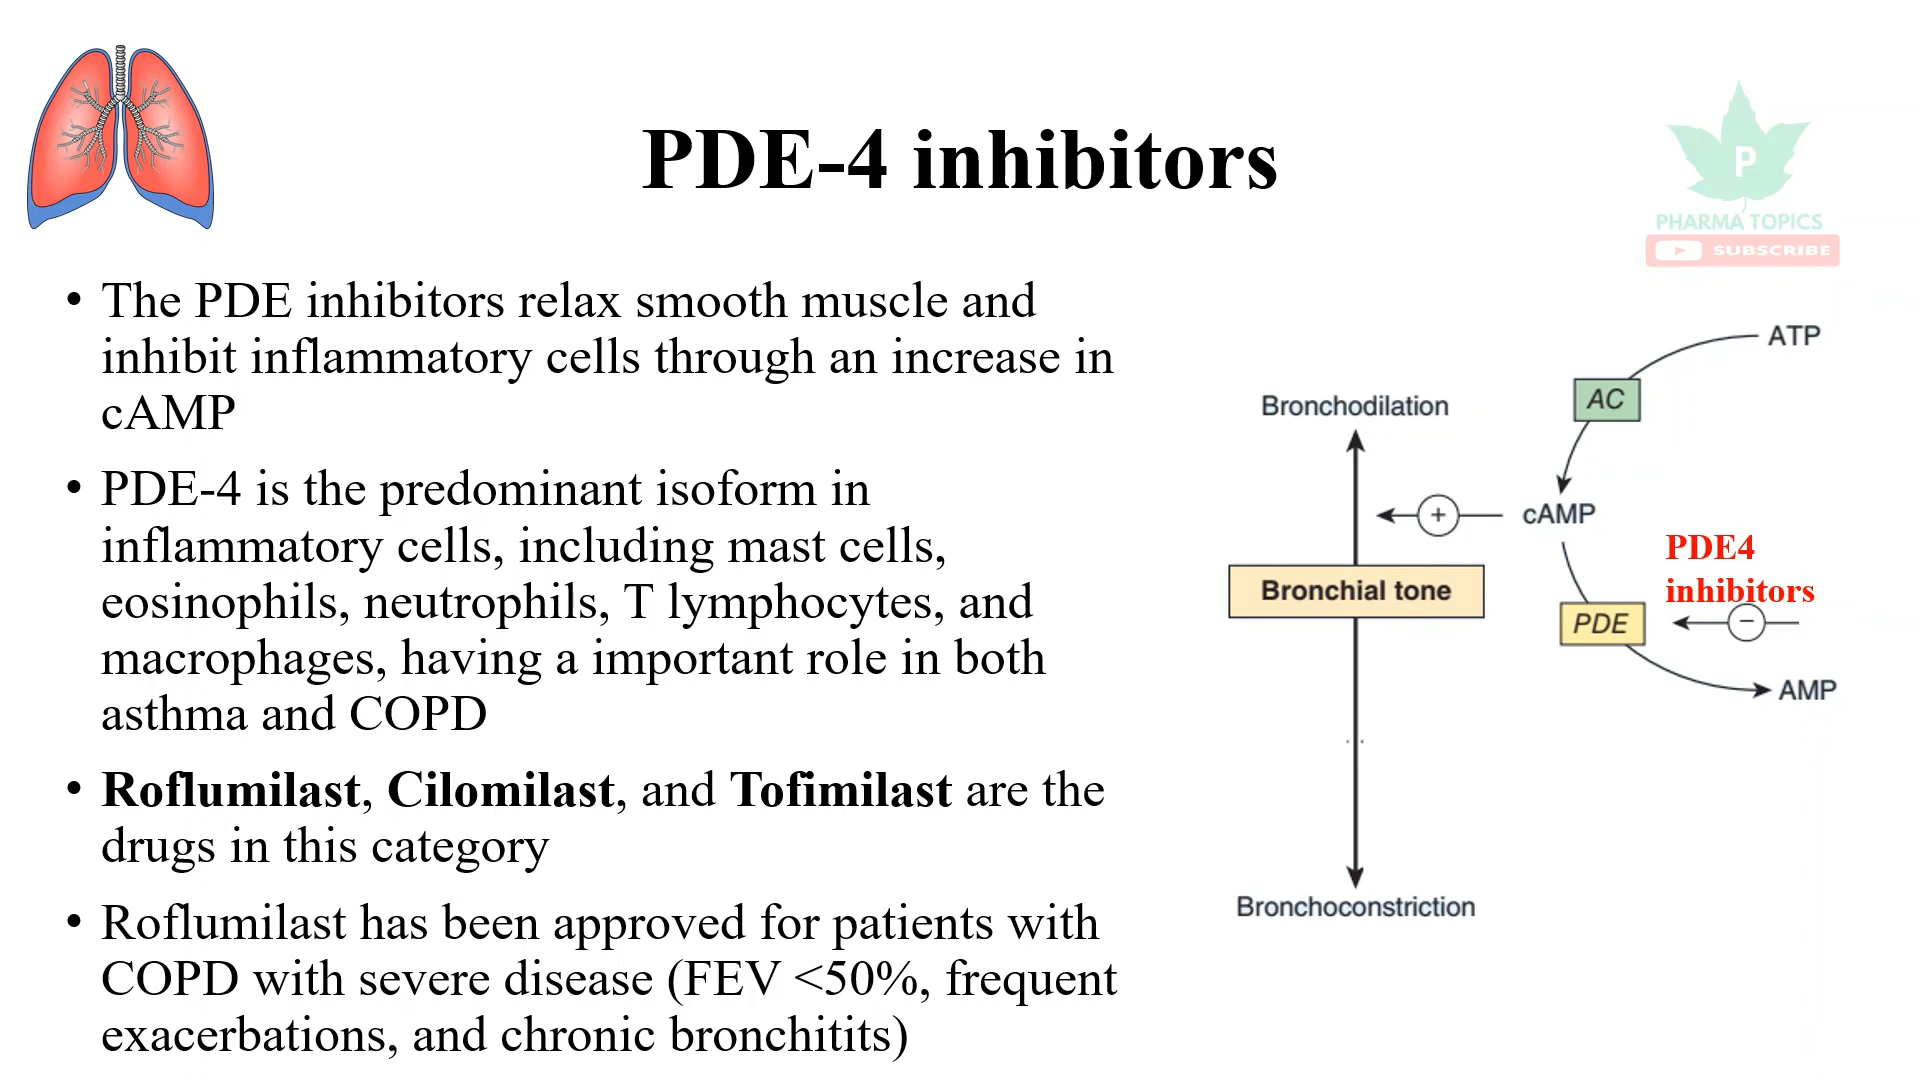 PDE-4 inhibitors
P
PHARMA TOPICS
SUBSCRIBE
• The PDE inhibitors relax smooth muscle and
inhibit inflammatory cells through an increase in
cAMP
• PDE-4 is the predominant isoform in
inflammatory cells, including mast cells,
eosinophils, neutrophils, T lymphocytes, and
macrophages, having a important role in both
asthma and COPD
• Roflumilast, Cilomilast, and Tofimilast are the
drugs in this category
• Roflumilast has been approved for patients with
COPD with severe disease (FEV <50%, frequent
exacerbations, and chronic bronchitits)
ATP
AC
Bronchodilation
+
cAMP
PDE4
inhibitors
Bronchial tone
PDE
−
AMP
Bronchoconstriction